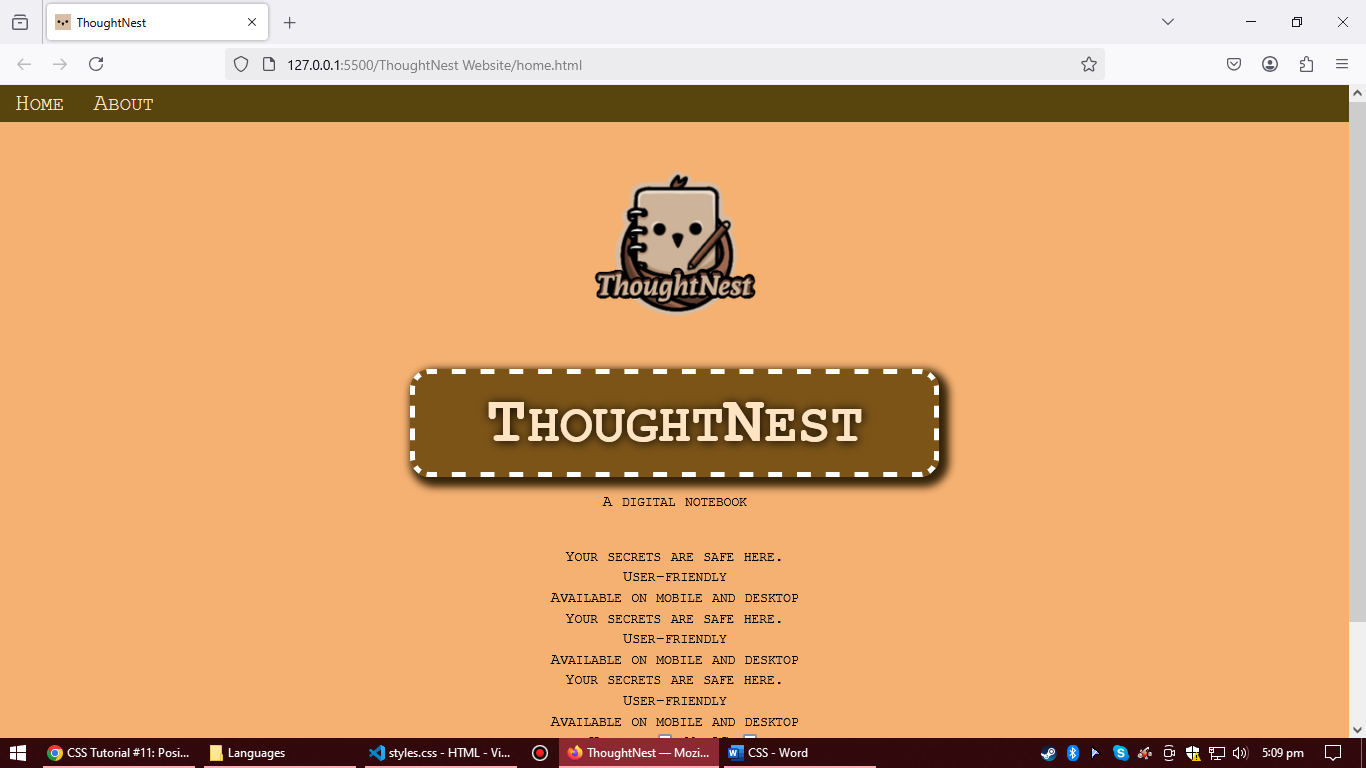 ThoughtNest
127.0.0.1:5500/ThoughtNest Website/home.html
Home About
ThoughtNest
ThoughtNest
A digital notebook
Your secrets are safe here.
User-friendly
Available on mobile and desktop
Your secrets are safe here.
User-friendly
Available on mobile and desktop
Your secrets are safe here.
User-friendly
Available on mobile and desktop
CSS Tutorial #11: Posi... Languages styles.css - HTML - Vi... ThoughtNest — Mozi... CSS - Word 5:09 pm